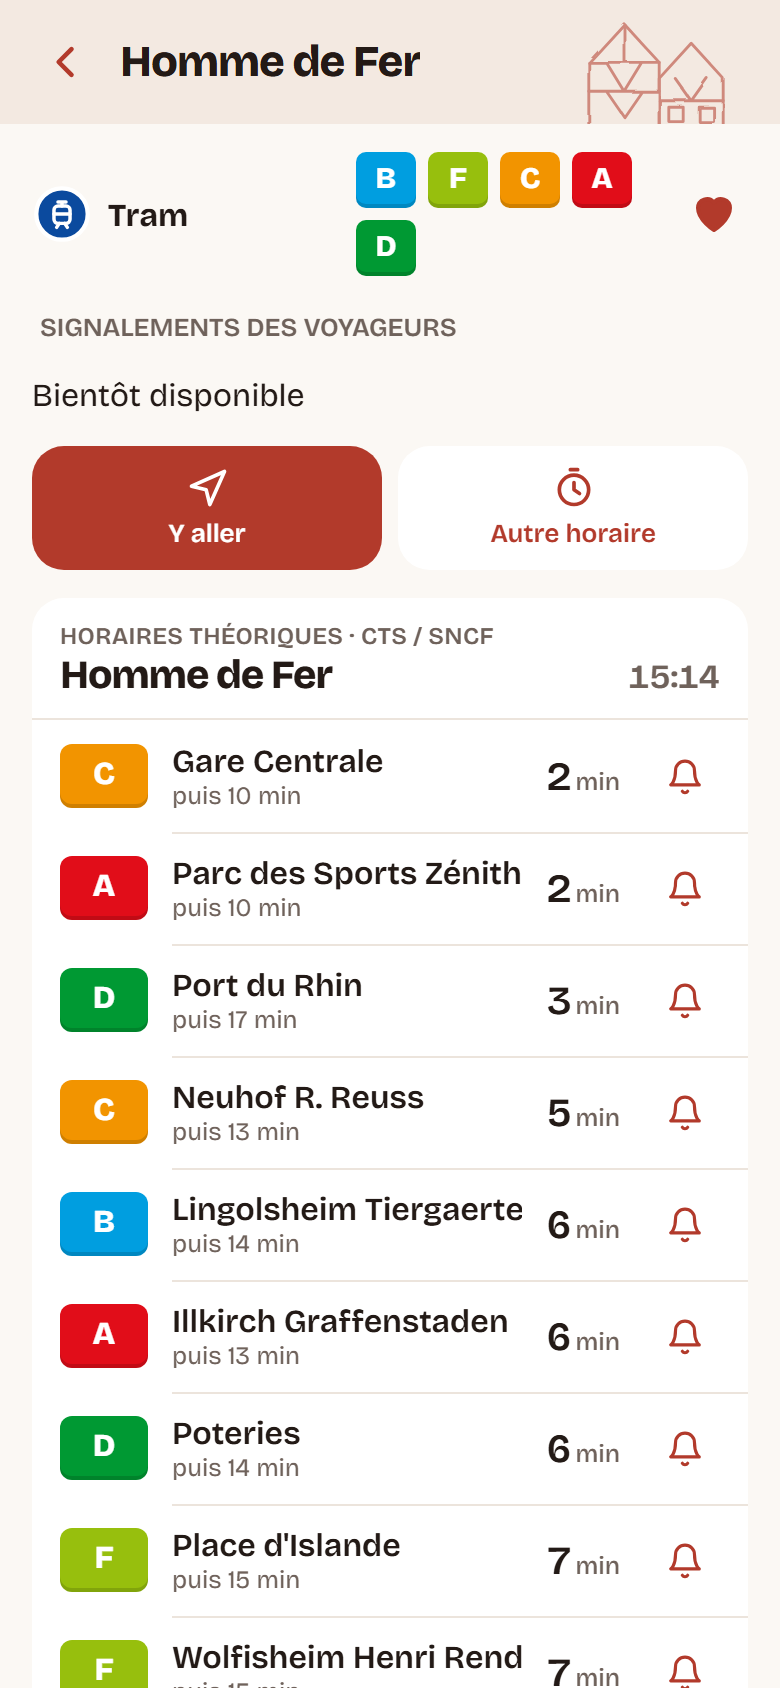 Homme de Fer
Tram
B F C A
D
SIGNALEMENTS DES VOYAGEURS
Bientôt disponible
Y aller
Autre horaire
HORAIRES THÉORIQUES · CTS / SNCF
Homme de Fer
15:14
C
Gare Centrale
puis 10 min
2 min
A
Parc des Sports Zénith
puis 10 min
2 min
D
Port du Rhin
puis 17 min
3 min
C
Neuhof R. Reuss
puis 13 min
5 min
B
Lingolsheim Tiergaerte
puis 14 min
6 min
A
Illkirch Graffenstaden
puis 13 min
6 min
D
Poteries
puis 14 min
6 min
F
Place d'Islande
puis 15 min
7 min
F
Wolfisheim Henri Rend
puis 15 min
7 min